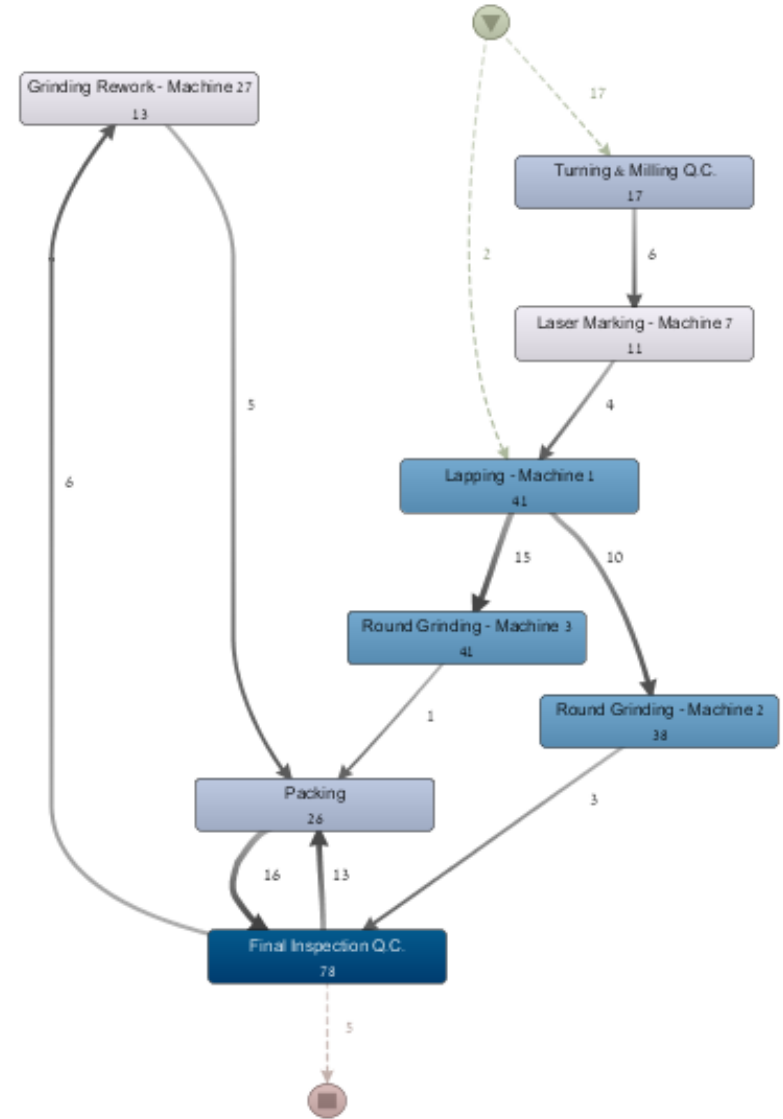 17
Grinding Rework - Machine 27
13
Turning & Milling Q.C.
17
2
6
Laser Marking - Machine 7
11
5
4
6
Lapping - Machine 1
41
15
10
Round Grinding - Machine 3
41
Round Grinding - Machine 2
38
1
Packing
26
3
16
13
Final Inspection Q.C.
78
5